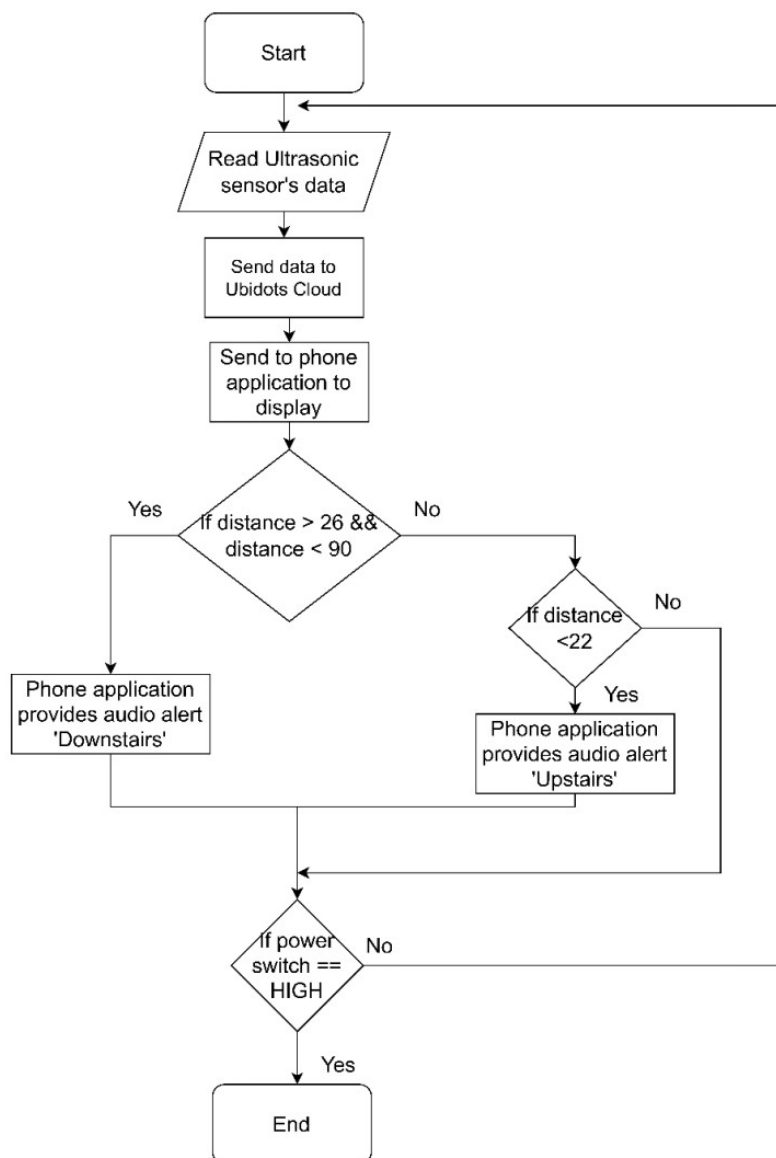 Start
Read Ultrasonic
sensor's data
Send data to
Ubidots Cloud
Send to phone
application to
display
Yes
If distance > 26 &&
distance < 90
No
If distance
<22
No
Yes
Phone application
provides audio alert
'Downstairs'
Phone application
provides audio alert
'Upstairs'
If power
switch ==
HIGH
No
Yes
End